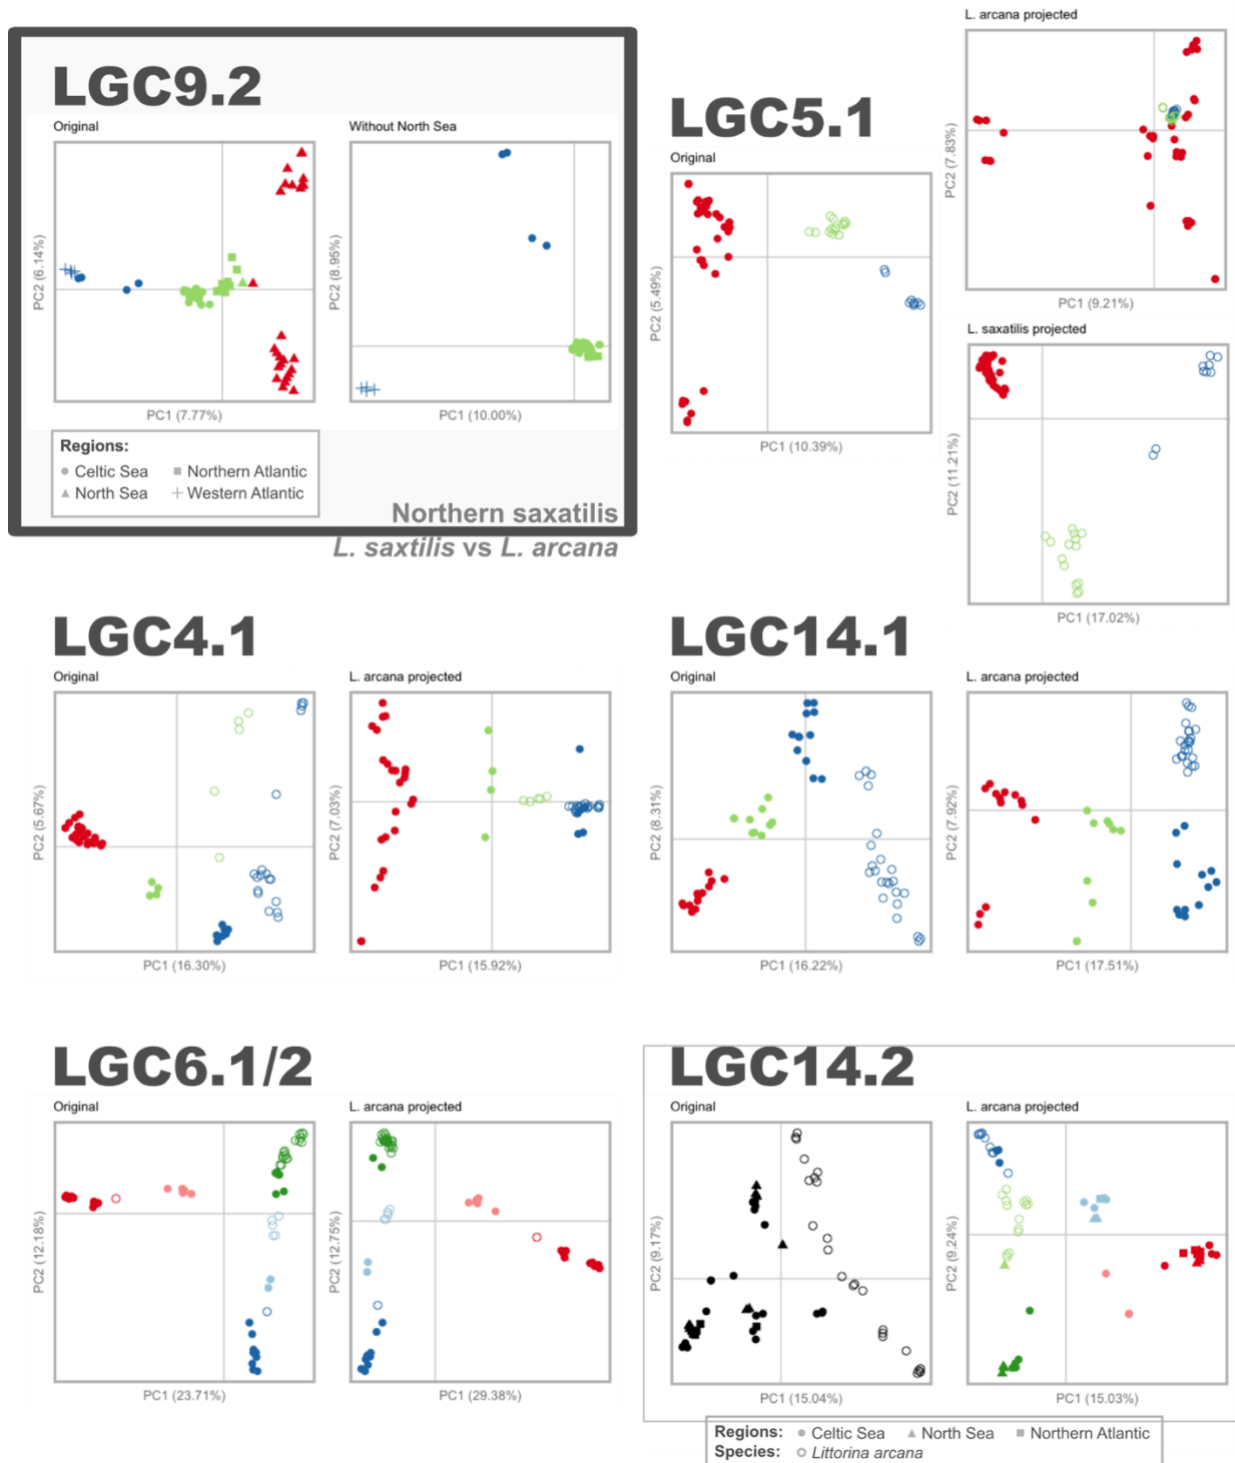 LGC9.2
Original
Without North Sea
PC2 (6.14%)
PC1 (7.77%)
PC2 (8.95%)
PC1 (10.00%)
Regions:
Celtic Sea
Northern Atlantic
North Sea
Western Atlantic
Northern saxatilis
L. saxtilis vs L. arcana
LGC5.1
Original
PC2 (5.49%)
PC1 (10.39%)
L. arcana projected
PC2 (7.83%)
PC1 (9.21%)
L. saxatilis projected
PC2 (11.21%)
PC1 (17.02%)
LGC4.1
Original
PC2 (5.67%)
PC1 (16.30%)
L. arcana projected
PC2 (7.03%)
PC1 (15.92%)
LGC14.1
Original
PC2 (8.31%)
PC1 (16.22%)
L. arcana projected
PC2 (7.92%)
PC1 (17.51%)
LGC6.1/2
Original
PC2 (12.18%)
PC1 (23.71%)
L. arcana projected
PC2 (12.75%)
PC1 (29.38%)
LGC14.2
Original
PC2 (9.17%)
PC1 (15.04%)
L. arcana projected
PC2 (9.24%)
PC1 (15.03%)
Regions: Celtic Sea North Sea Northern Atlantic
Species: Littorina arcana